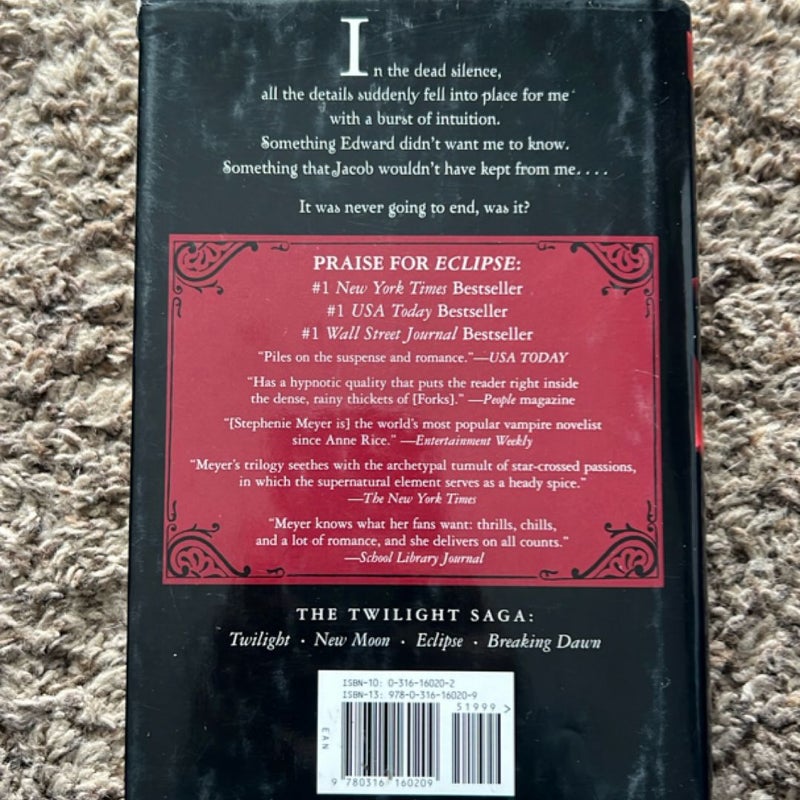 In the dead silence,
all the details suddenly fell into place for me
with a burst of intuition.
Something Edward didn't want me to know.
Something that Jacob wouldn't have kept from me. . . .
It was never going to end, was it?
PRAISE FOR ECLIPSE:
#1 New York Times Bestseller
#1 USA Today Bestseller
#1 Wall Street Journal Bestseller
"Piles on the suspense and romance."—USA TODAY
"Has a hypnotic quality that puts the reader right inside
the dense, rainy thickets of [Forks]." —People magazine
"[Stephenie Meyer is] the world's most popular vampire novelist
since Anne Rice." —Entertainment Weekly
"Meyer's trilogy seethes with the archetypal tumult of star-crossed passions,
in which the supernatural element serves as a heady spice."
—The New York Times
"Meyer knows what her fans want: thrills, chills,
and a lot of romance, and she delivers on all counts."
—School Library Journal
THE TWILIGHT SAGA:
Twilight · New Moon · Eclipse · Breaking Dawn
ISBN-10: 0-316-16020-2
ISBN-13: 978-0-316-16020-9
51999 >
EAN
9 780316 160209